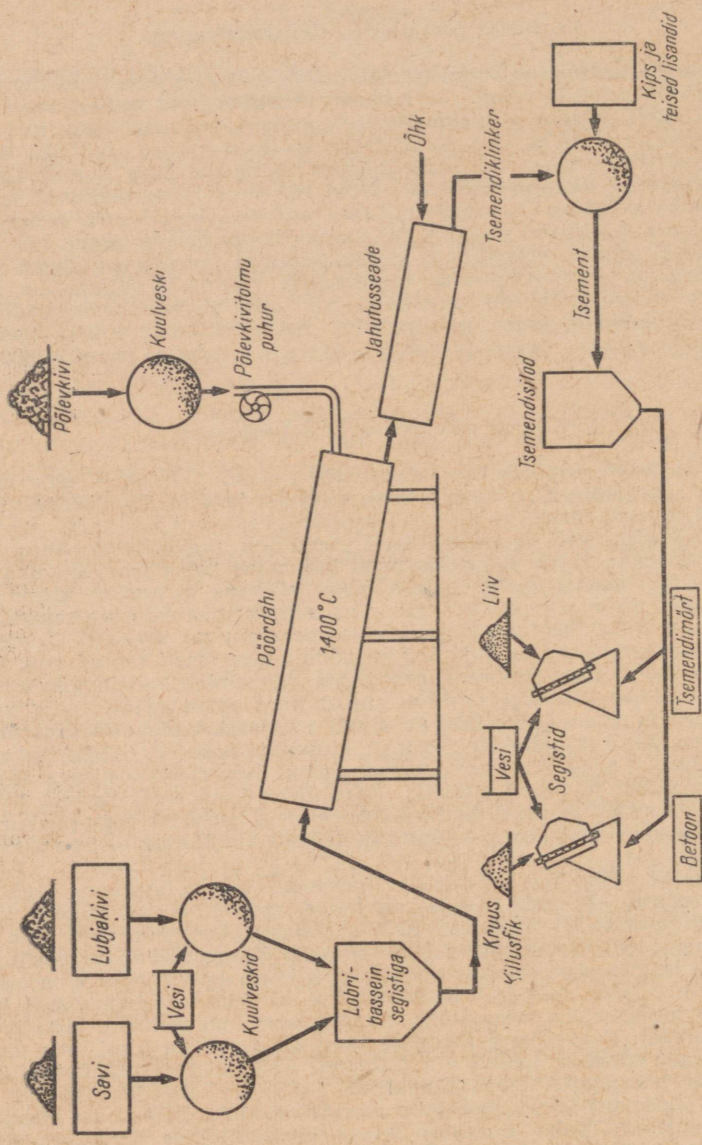 Savi
Lubjakivi
Vesi
Kuulveskid
Lobri-
bassein
segistiga
Pöördahi
1400°C
Põlevkivi
Kuulveski
Põlevkivitolmu
puhur
Jahutusseade
Õhk
Tsemendiklinker
Kips ja
teised lisandid
Tsement
Tsemendisilod
Kruus
Killustik
Vesi
Liiv
Segistid
Betoon
Tsemendimört